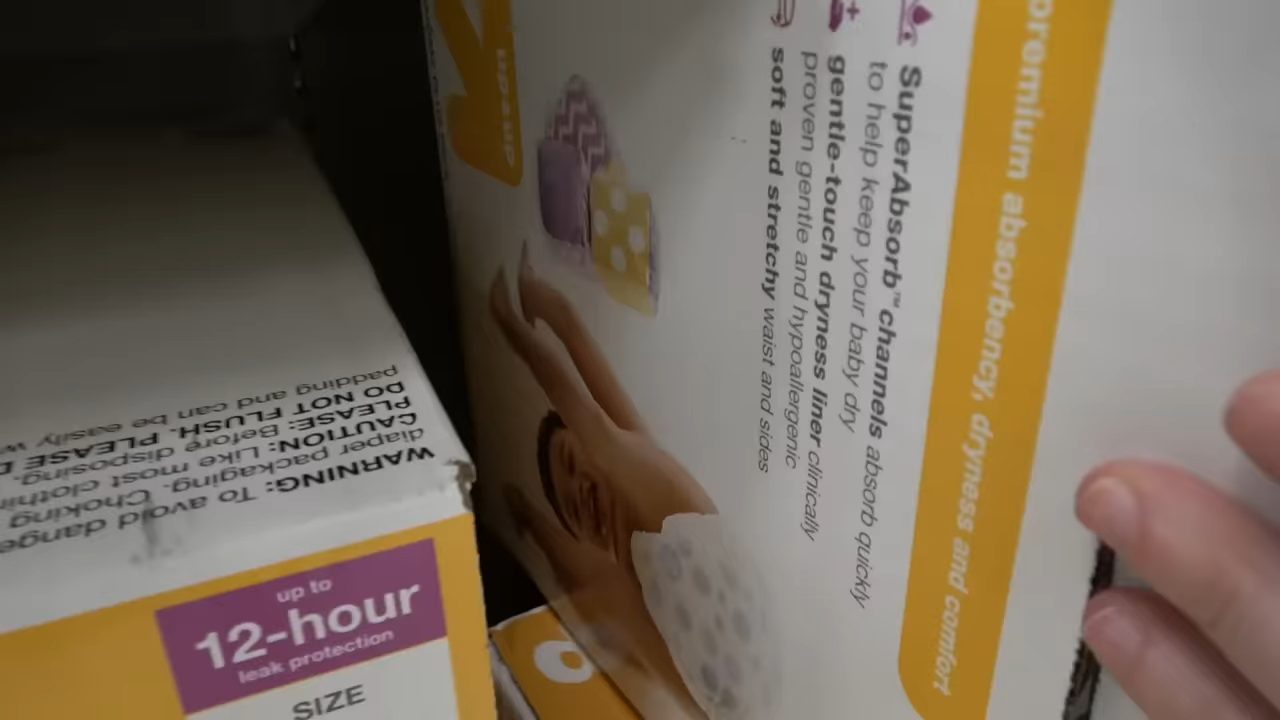 premium absorbency, dryness and comfort
SuperAbsorb™ channels absorb quickly
to help keep your baby dry
gentle-touch dryness liner clinically
proven gentle and hypoallergenic
soft and stretchy waist and sides
up&up
WARNING: To avoid
diaper packaging. Choking
CAUTION: Like most
PLEASE: Before disposing,
DO NOT FLUSH. PLEASE
padding and can be easily
up to
12-hour
leak protection
SIZE
6